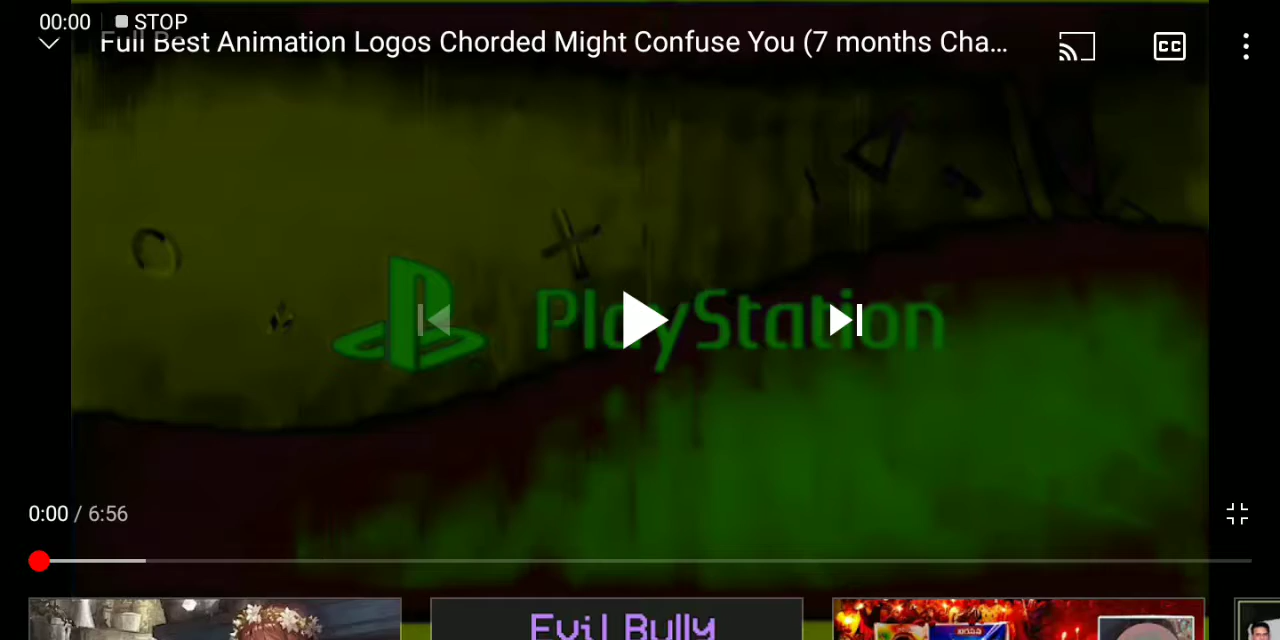 00:00 STOP
Full Best Animation Logos Chorded Might Confuse You (7 months Cha...
CC
PlayStation
0:00 / 6:56
Evil Bully